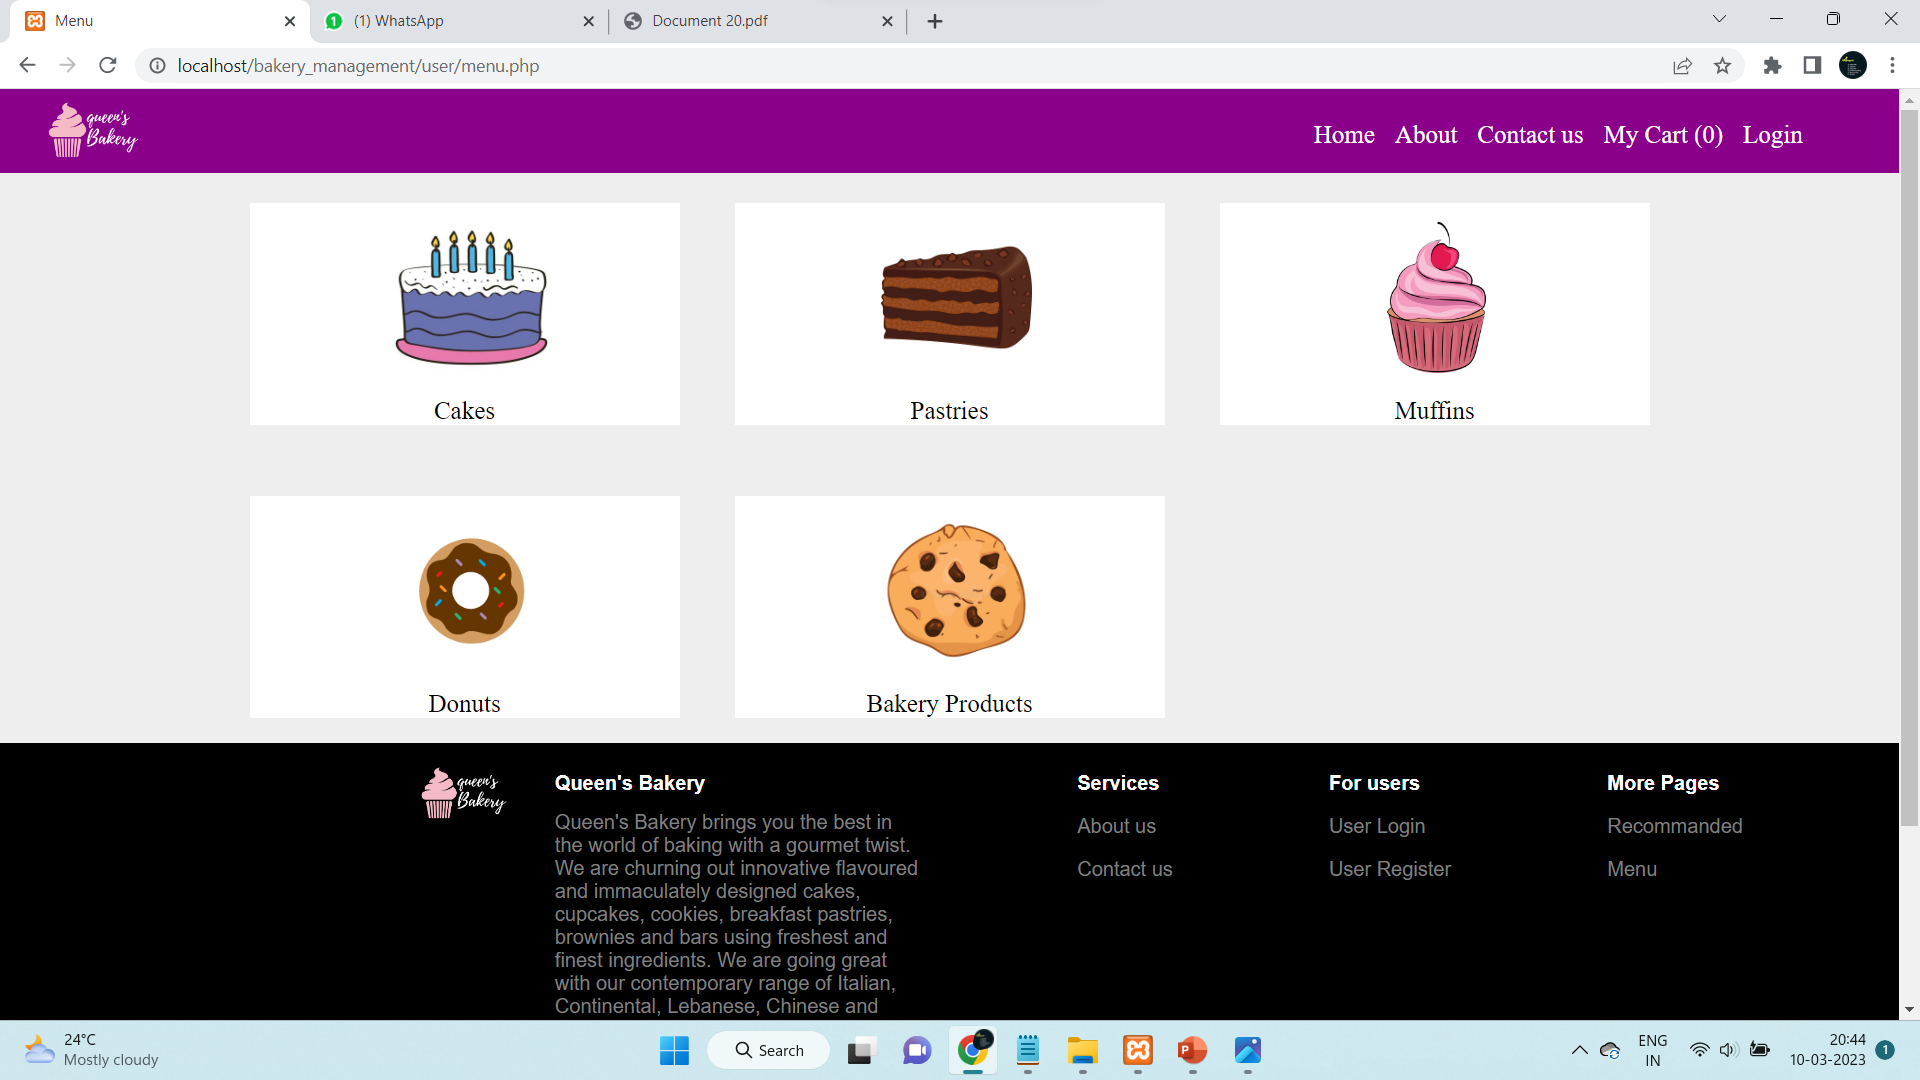 Menu
1 (1) WhatsApp
Document 20.pdf
localhost/bakery_management/user/menu.php
queen's
Bakery
Home About Contact us My Cart (0) Login
Cakes Pastries Muffins
Donuts Bakery Products
queen's
Bakery
Queen's Bakery
Queen's Bakery brings you the best in
the world of baking with a gourmet twist.
We are churning out innovative flavoured
and immaculately designed cakes,
cupcakes, cookies, breakfast pastries,
brownies and bars using freshest and
finest ingredients. We are going great
with our contemporary range of Italian,
Continental, Lebanese, Chinese and
Services
About us
Contact us
For users
User Login
User Register
More Pages
Recommanded
Menu
24°C
Mostly cloudy
Search
P
ENG
IN
20:44
10-03-2023
1